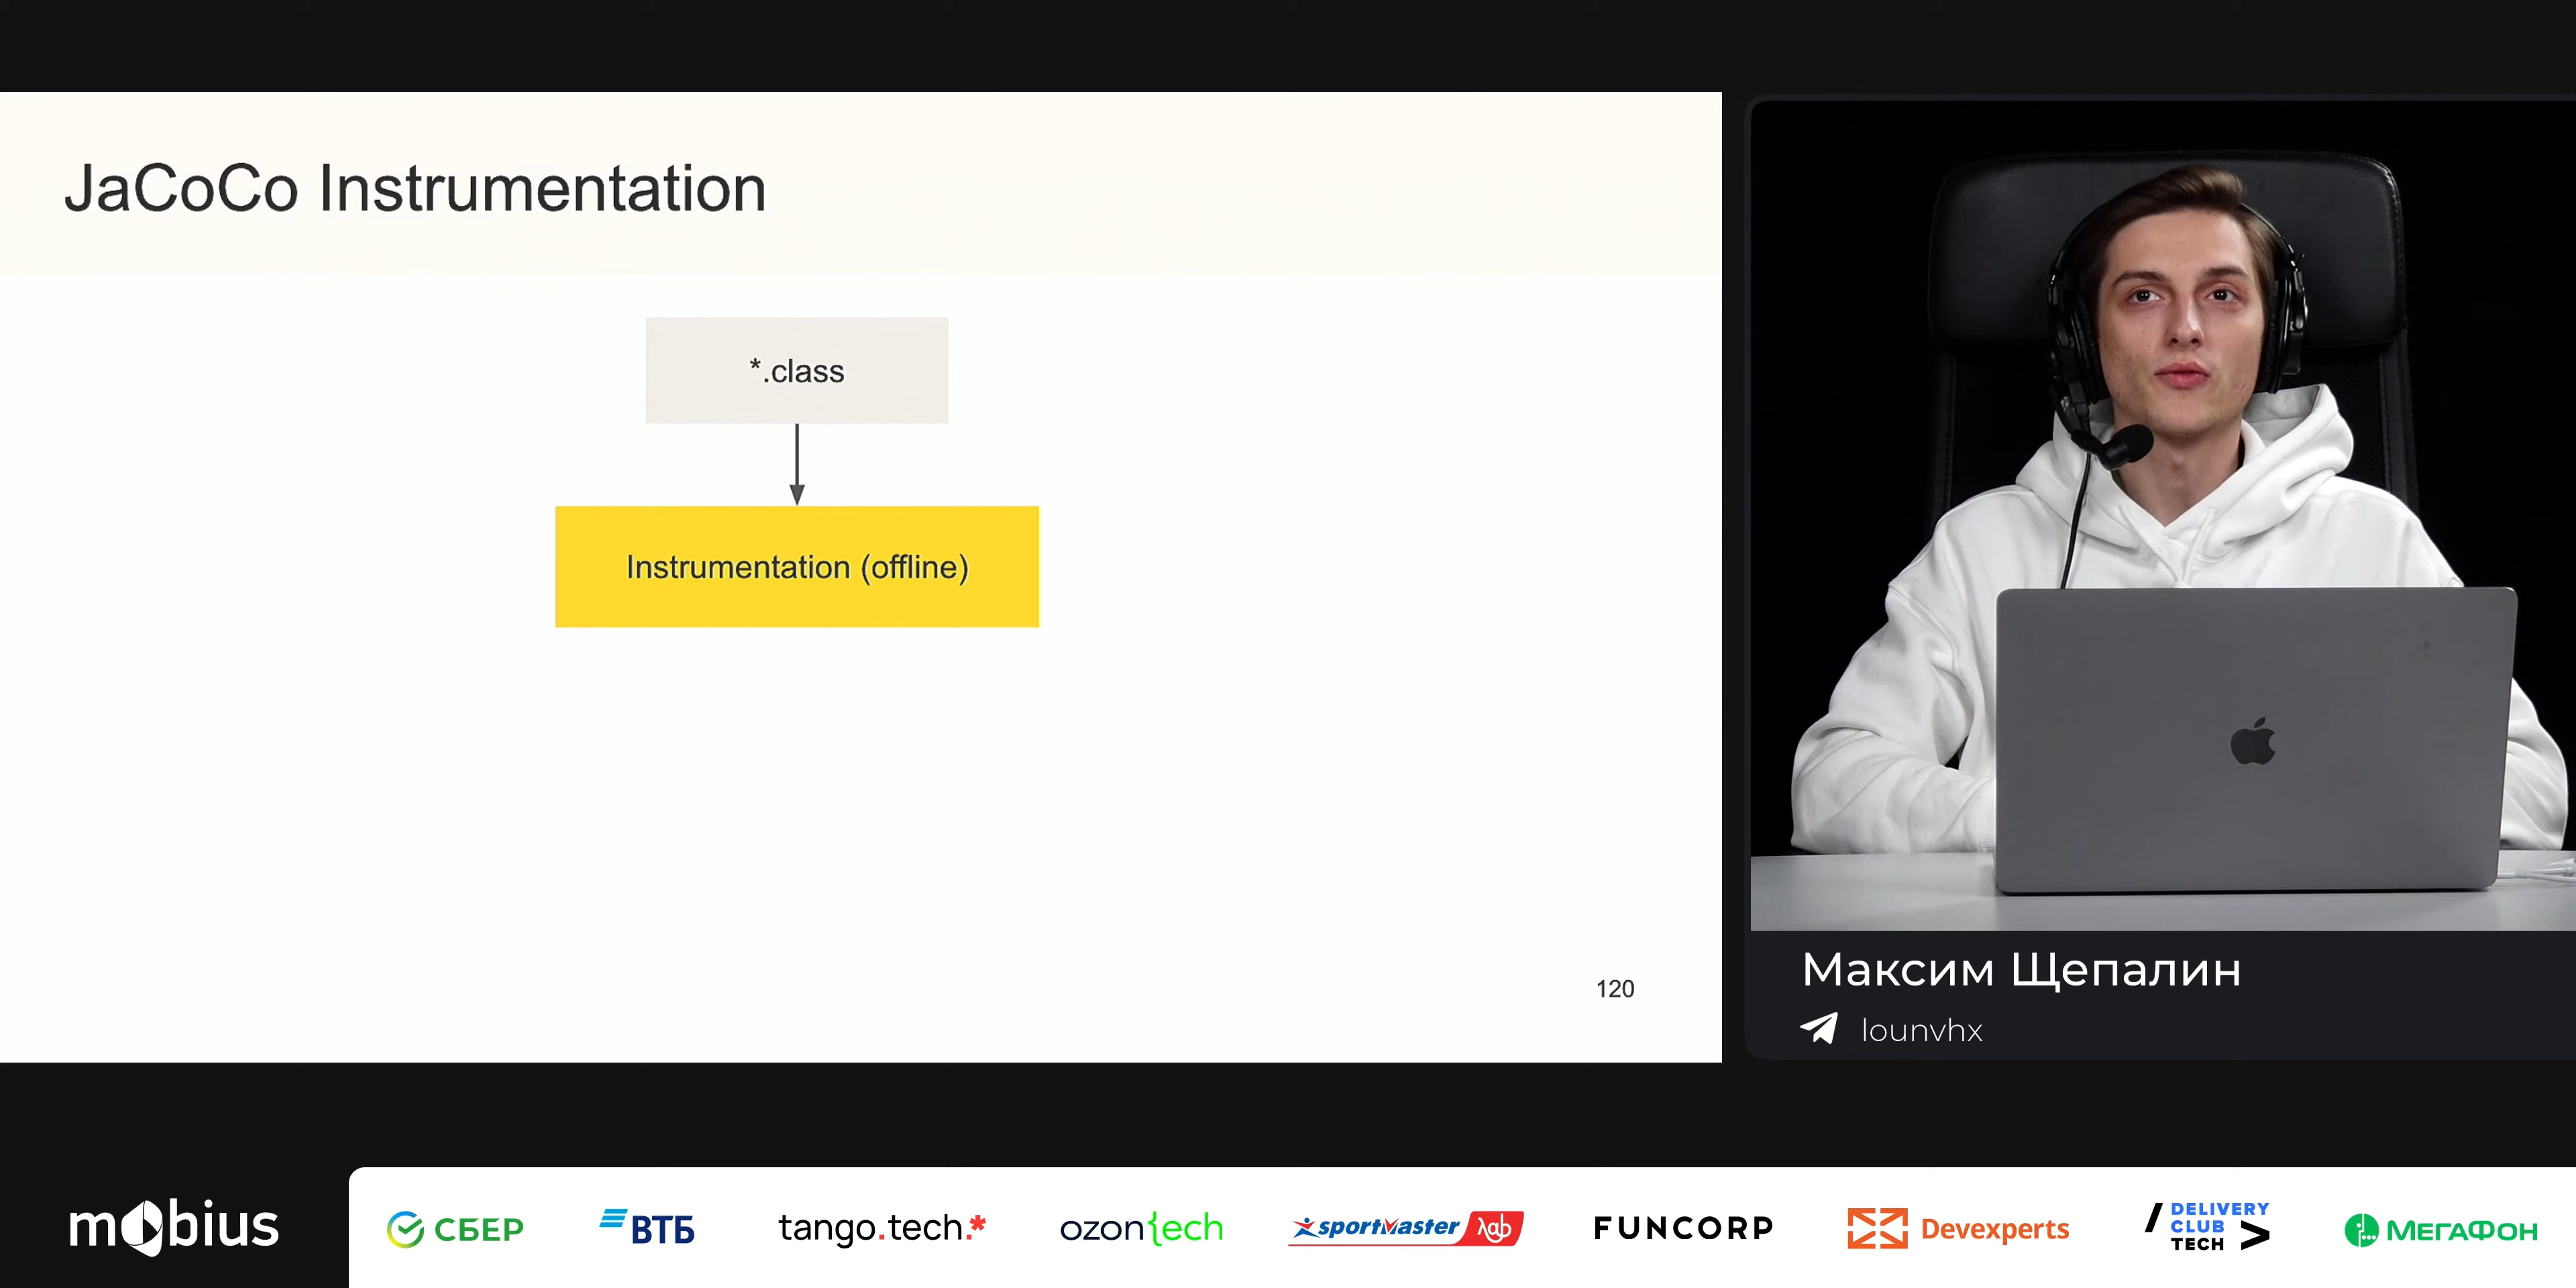 JaCoCo Instrumentation
*.class
Instrumentation (offline)
120
Максим Щепалин
lounvhx
mobius
СБЕР
ВТБ
tango.tech.*
ozon{ech
sportmaster lab
FUNCORP
Devexperts
/ DELIVERY
CLUB
TECH >
МЕГАФОН